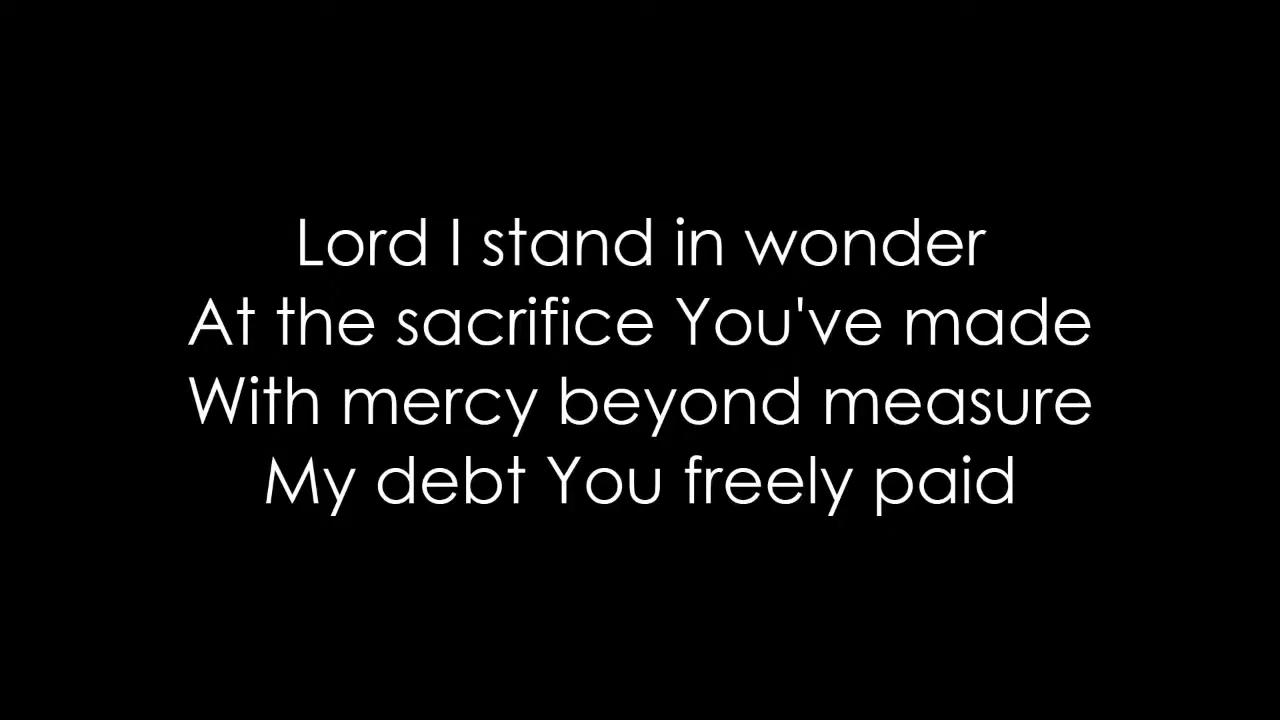 Lord I stand in wonder
At the sacrifice You've made
With mercy beyond measure
My debt You freely paid